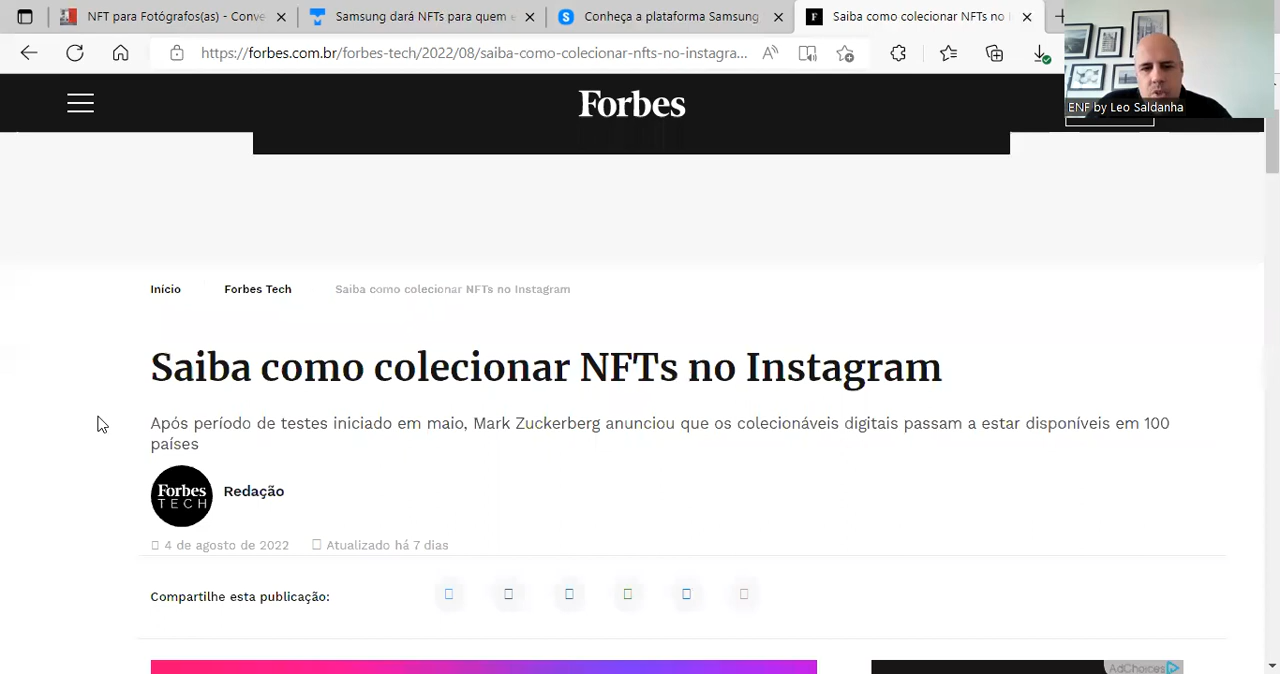 NFT para Fotógrafos(as) - Conve
Samsung dará NFTs para quem e
Conheça a plataforma Samsung
Saiba como colecionar NFTs no I
https://forbes.com.br/forbes-tech/2022/08/saiba-como-colecionar-nfts-no-instagra...
ENF by Leo Saldanha
Forbes
Início
Forbes Tech
Saiba como colecionar NFTs no Instagram
Saiba como colecionar NFTs no Instagram
Após período de testes iniciado em maio, Mark Zuckerberg anunciou que os colecionáveis digitais passam a estar disponíveis em 100
países
Forbes
TECH
Redação
4 de agosto de 2022
Atualizado há 7 dias
Compartilhe esta publicação:
AdChoices